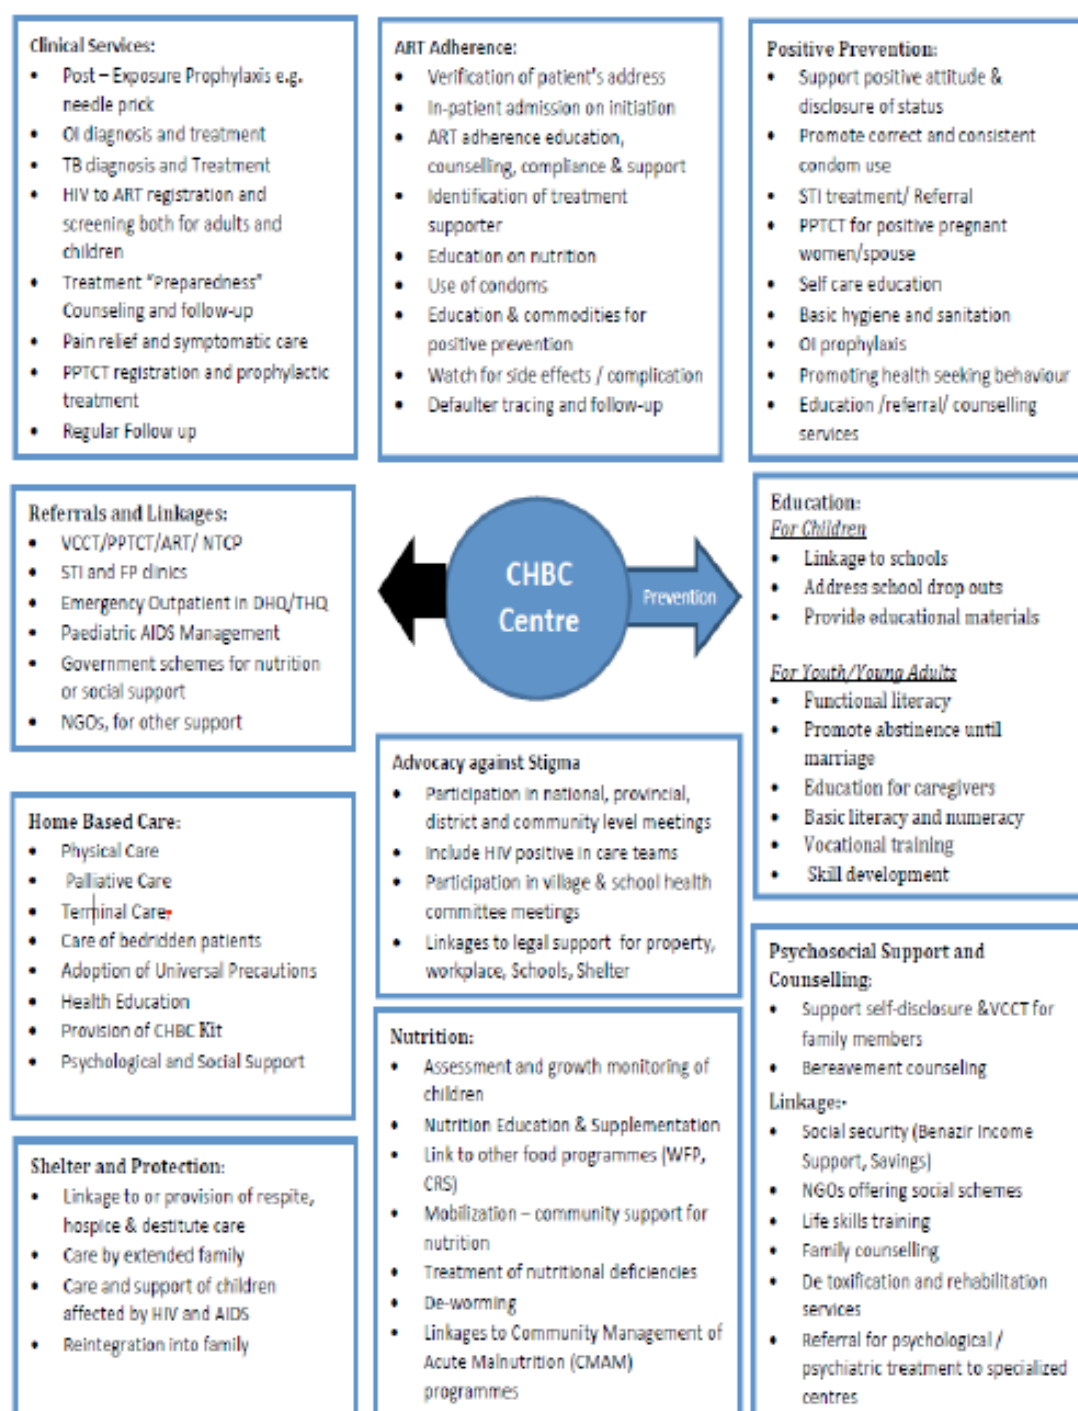 Clinical Services:
• Post – Exposure Prophylaxis e.g.
needle prick
• OI diagnosis and treatment
• TB diagnosis and Treatment
• HIV to ART registration and
screening both for adults and
children
• Treatment "Preparedness"
Counseling and follow-up
• Pain relief and symptomatic care
• PPTCT registration and prophylactic
treatment
• Regular Follow up
ART Adherence:
• Verification of patient's address
• In-patient admission on initiation
• ART adherence education,
counselling, compliance & support
• Identification of treatment
supporter
• Education on nutrition
• Use of condoms
• Education & commodities for
positive prevention
• Watch for side effects / complication
• Defaulter tracing and follow-up
Positive Prevention:
• Support positive attitude &
disclosure of status
• Promote correct and consistent
condom use
• STI treatment/ Referral
• PPTCT for positive pregnant
women/spouse
• Self care education
• Basic hygiene and sanitation
• OI prophylaxis
• Promoting health seeking behaviour
• Education /referral/ counselling
services
Referrals and Linkages:
• VCCT/PPTCT/ART/ NTCP
• STI and FP clinics
• Emergency Outpatient in DHQ/THQ
• Paediatric AIDS Management
• Government schemes for nutrition
or social support
• NGOs, for other support
CHBC
Centre
Prevention
Education:
For Children
• Linkage to schools
• Address school drop outs
• Provide educational materials
For Youth/Young Adults
• Functional literacy
• Promote abstinence until
marriage
• Education for caregivers
• Basic literacy and numeracy
• Vocational training
• Skill development
Home Based Care:
• Physical Care
• Palliative Care
• Terminal Care,
• Care of bedridden patients
• Adoption of Universal Precautions
• Health Education
• Provision of CHBC Kit
• Psychological and Social Support
Advocacy against Stigma
• Participation in national, provincial,
district and community level meetings
• Include HIV positive in care teams
• Participation in village & school health
committee meetings
• Linkages to legal support for property,
workplace, Schools, Shelter
Psychosocial Support and
Counselling:
• Support self-disclosure &VCCT for
family members
• Bereavement counseling
Linkage:-
• Social security (Benazir Income
Support, Savings)
• NGOs offering social schemes
• Life skills training
• Family counselling
• De toxification and rehabilitation
services
• Referral for psychological /
psychiatric treatment to specialized
centres
Shelter and Protection:
• Linkage to or provision of respite,
hospice & destitute care
• Care by extended family
• Care and support of children
affected by HIV and AIDS
• Reintegration into family
Nutrition:
• Assessment and growth monitoring of
children
• Nutrition Education & Supplementation
• Link to other food programmes (WFP,
CRS)
• Mobilization – community support for
nutrition
• Treatment of nutritional deficiencies
• De-worming
• Linkages to Community Management of
Acute Malnutrition (CMAM)
programmes